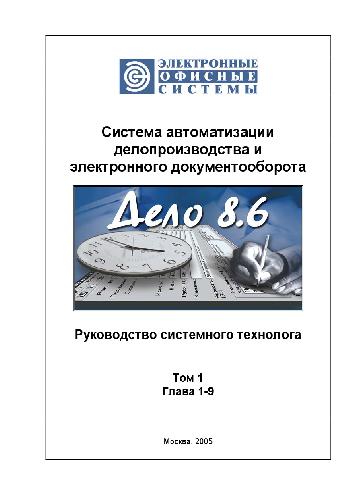 ЭЛЕКТРОННЫЕ
ОФИСНЫЕ
СИСТЕМЫ
Система автоматизации
делопроизводства и
электронного документооборота
Дело 8.6
Руководство системного технолога
Том 1
Глава 1-9
Москва, 2005